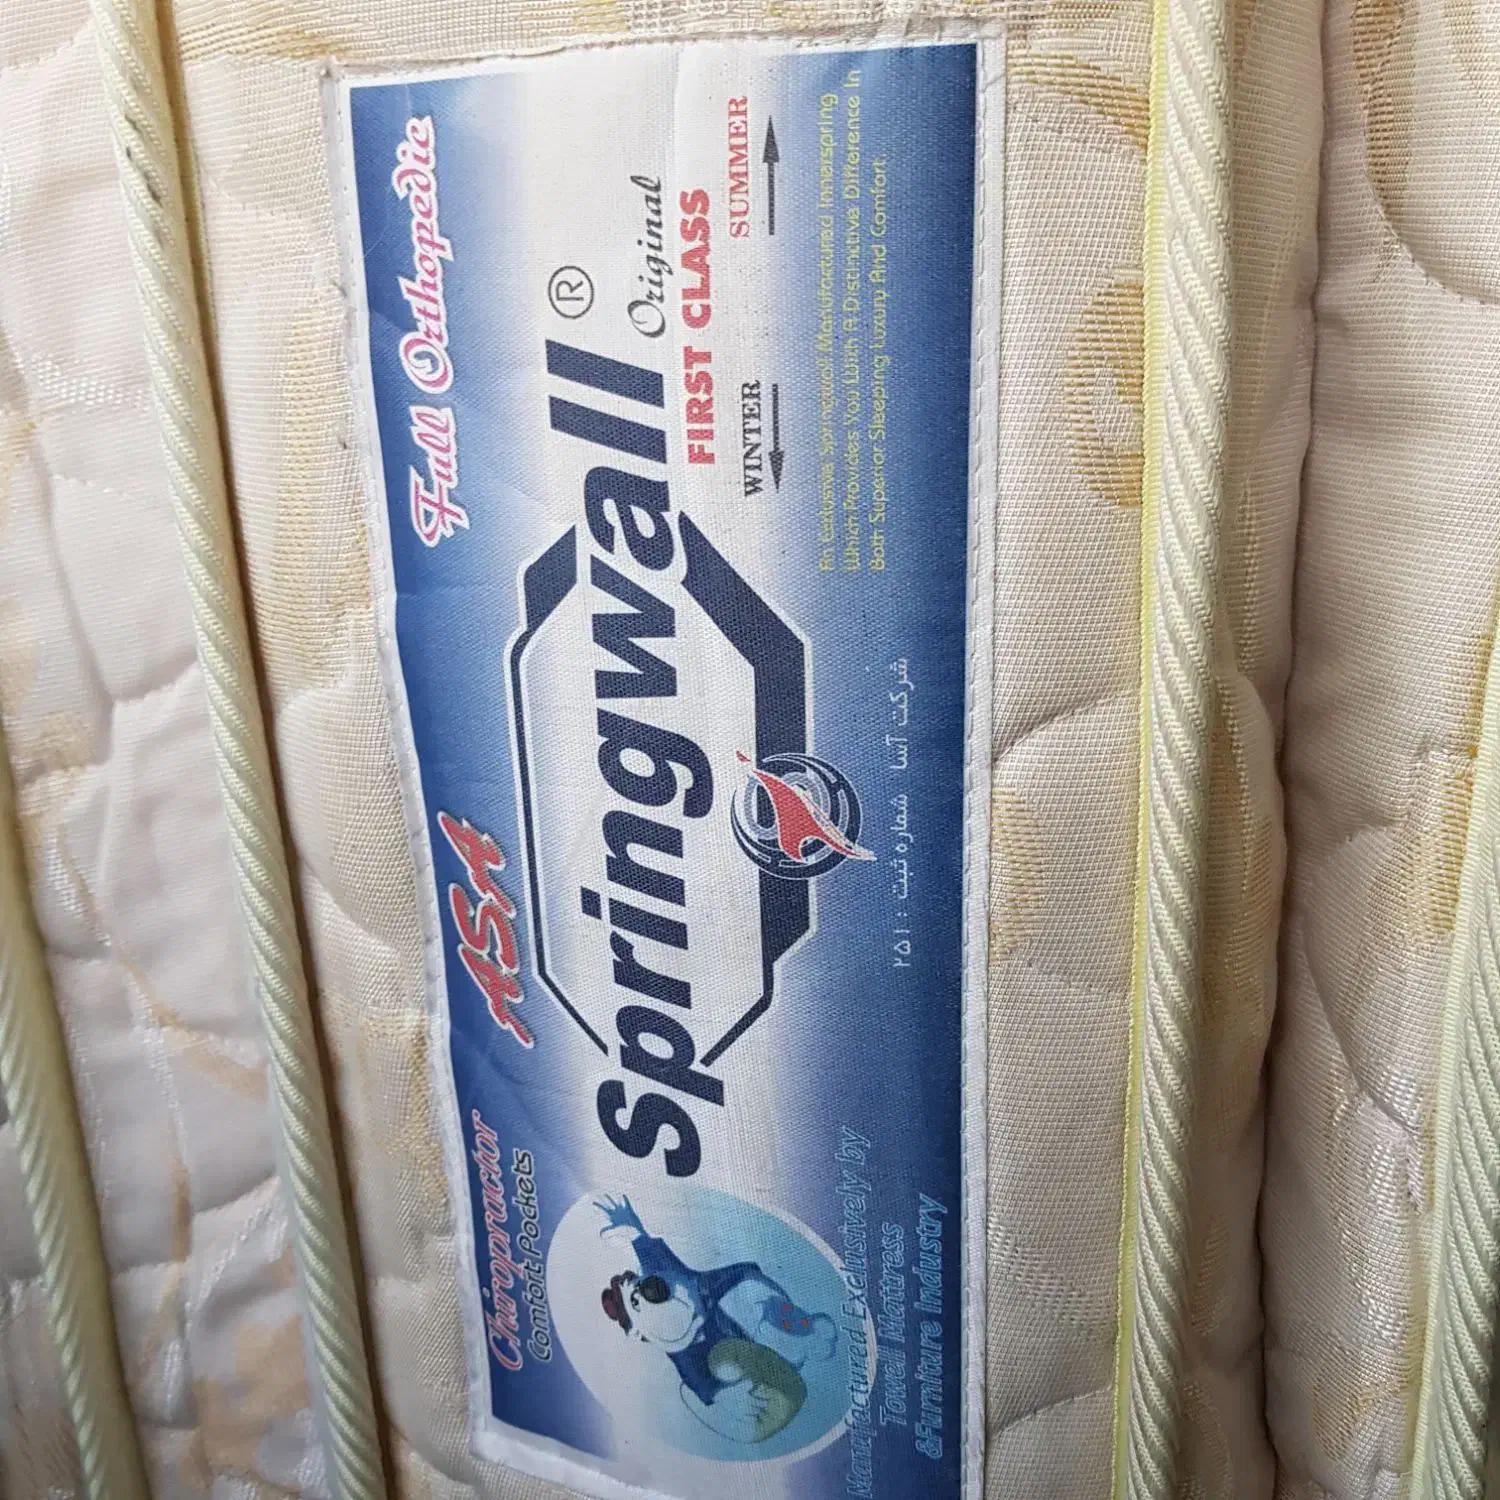 Full Orthopedic
ASA
Chiropractor
Comfort Pockets
Springwall®
Original
FIRST CLASS
WINTER
SUMMER
An Exclusive Springwall Manufactured Innerspring
Which Provides You With A Distinctive Difference In
Both Superior Sleeping Luxury And Comfort.
شرکت آسا شماره ثبت : ۲۵۱
Manufactured Exclusively by
Towell Mattress
&Furniture Industry